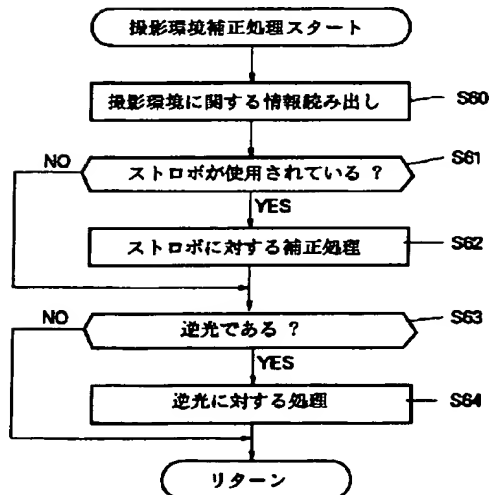 撮影環境補正処理スタート
撮影環境に関する情報読み出し
S60
ストロボが使用されている ?
S61
NO
YES
ストロボに対する補正処理
S62
逆光である ?
S63
NO
YES
逆光に対する処理
S64
リターン